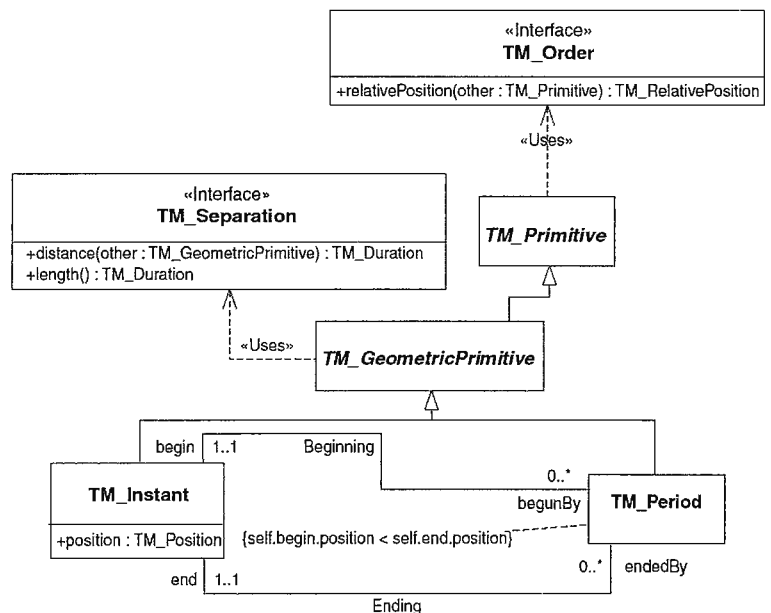 «Interface»
TM_Order
+relativePosition(other : TM_Primitive) : TM_RelativePosition
«Uses»
«Interface»
TM_Separation
+distance(other : TM_GeometricPrimitive) : TM_Duration
+length() : TM_Duration
TM_Primitive
«Uses»
TM_GeometricPrimitive
begin
1..1
Beginning
0..*
begunBy
TM_Instant
+position : TM_Position
TM_Period
{self.begin.position < self.end.position}
end
1..1
0..*
endedBy
Ending